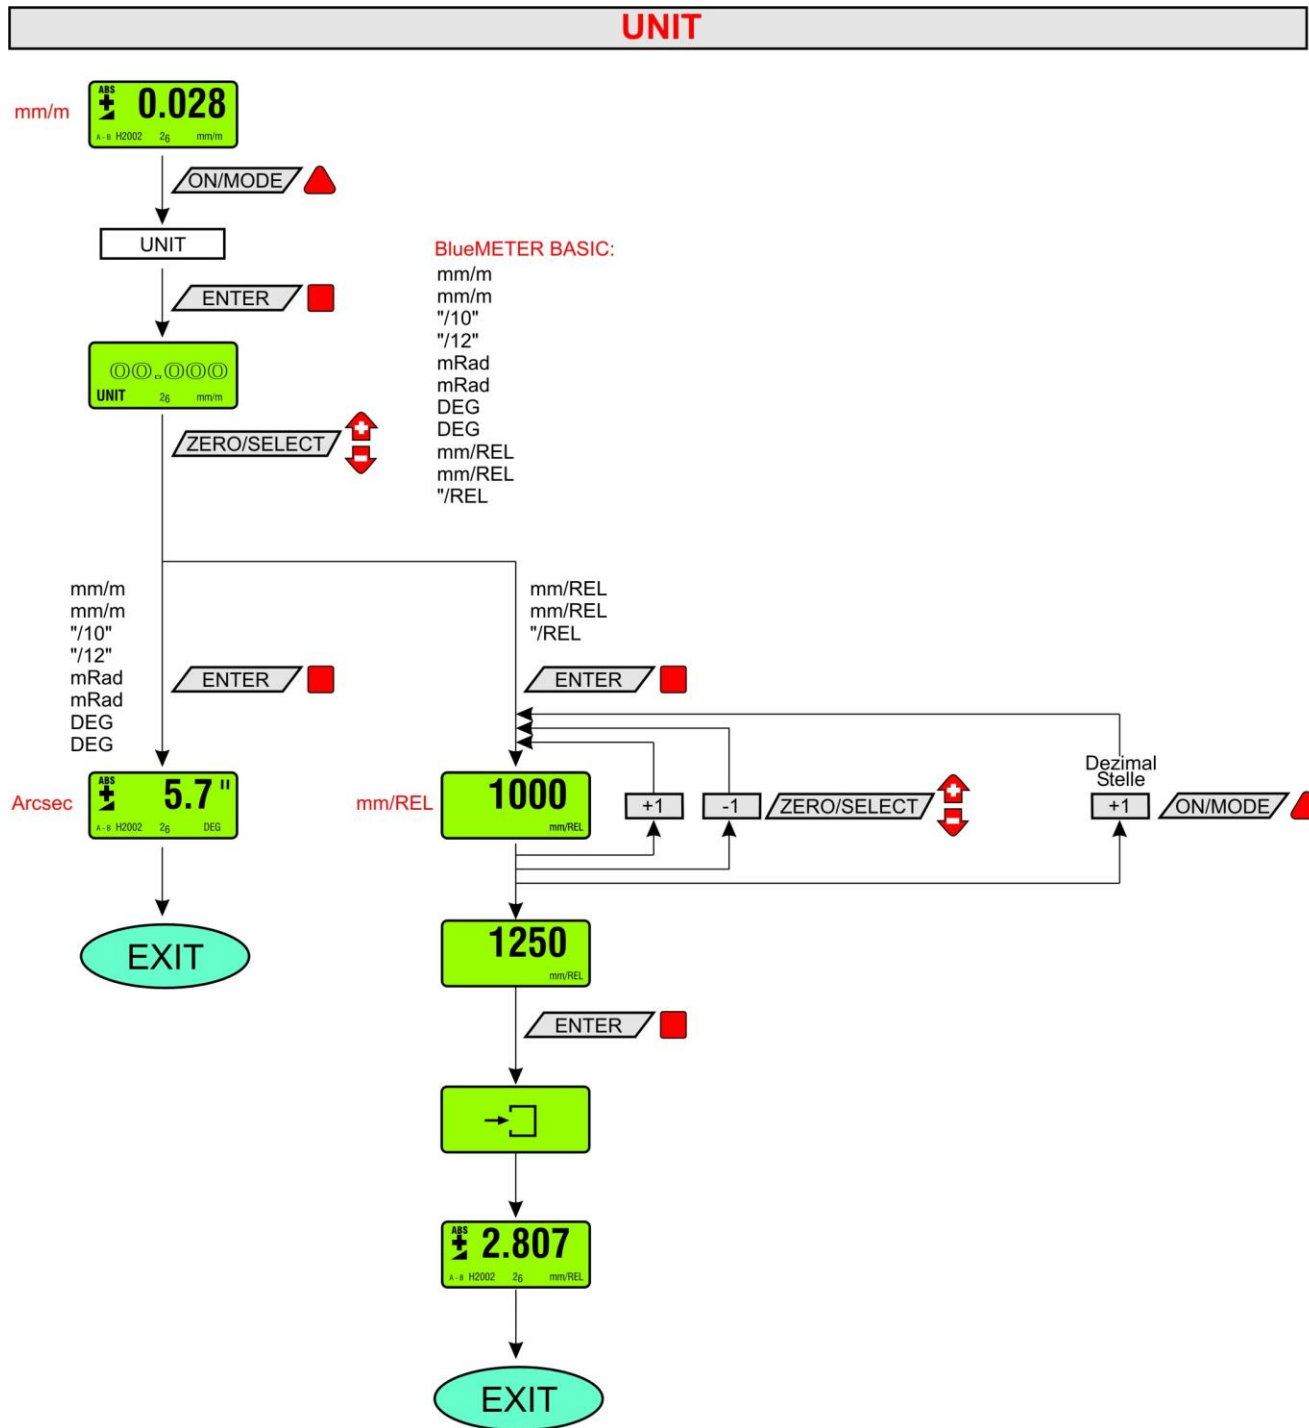 UNIT
mm/m
ABS
0.028
A - B H2002 26 mm/m
ON/MODE
UNIT
ENTER
00.000
UNIT 26 mm/m
ZERO/SELECT
BlueMETER BASIC:
mm/m
mm/m
"/10"
"/12"
mRad
mRad
DEG
DEG
mm/REL
mm/REL
"/REL
mm/m
mm/m
"/10"
"/12"
mRad
mRad
DEG
DEG
ENTER
Arcsec
ABS
5.7 "
A - B H2002 26 DEG
EXIT
mm/REL
mm/REL
"/REL
ENTER
mm/REL
1000
mm/REL
+1
-1
ZERO/SELECT
Dezimal
Stelle
+1
ON/MODE
1250
mm/REL
ENTER
ABS
2.807
A - B H2002 26 mm/REL
EXIT